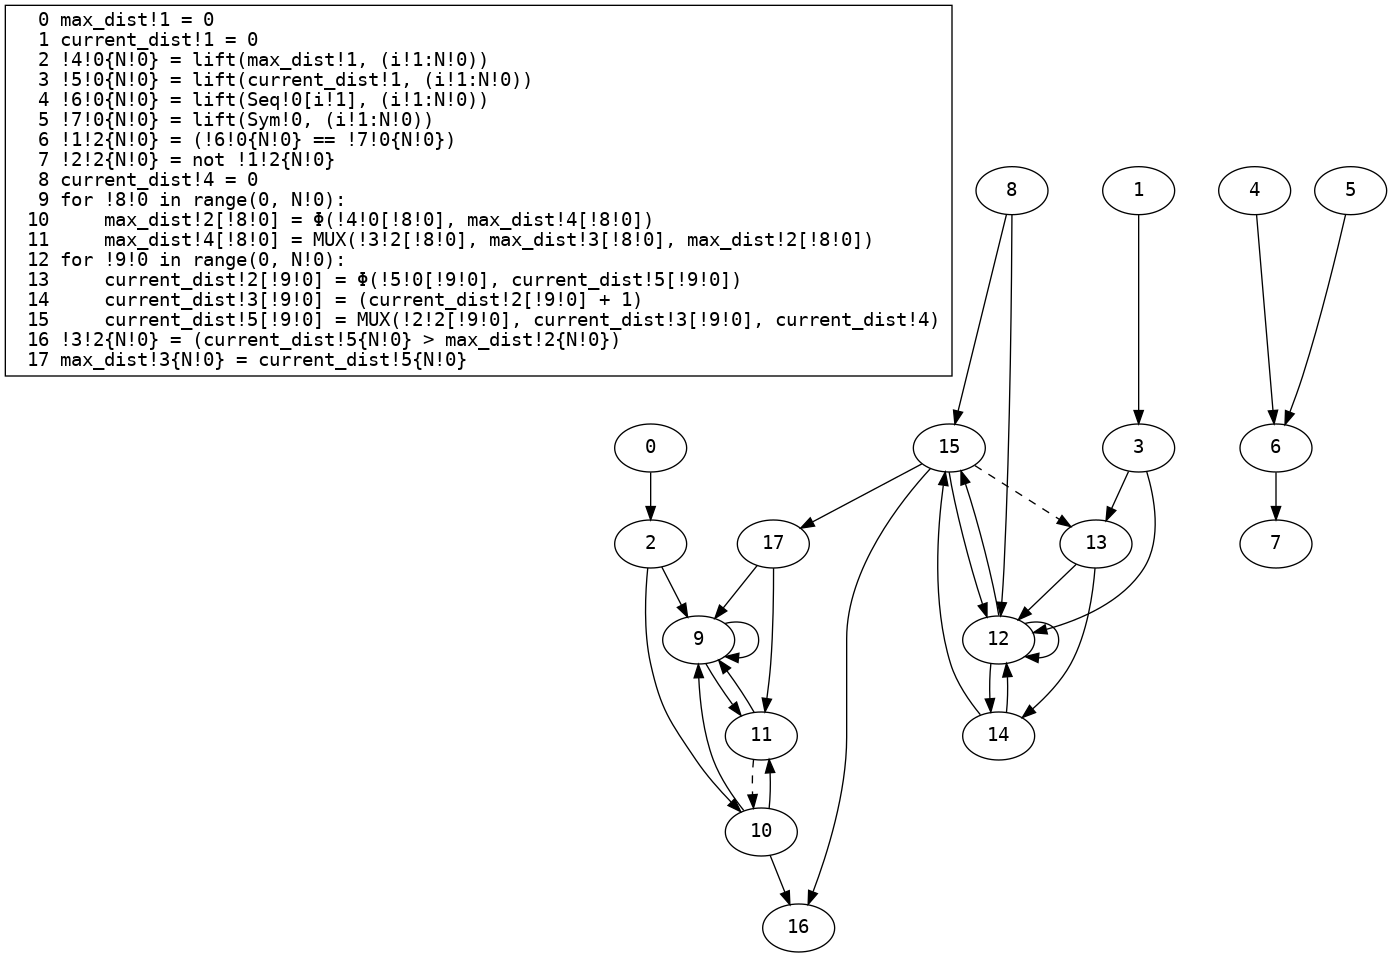 0 max_dist!1 = 0
1 current_dist!1 = 0
2 !4!0{N!0} = lift(max_dist!1, (i!1:N!0))
3 !5!0{N!0} = lift(current_dist!1, (i!1:N!0))
4 !6!0{N!0} = lift(Seq!0[i!1], (i!1:N!0))
5 !7!0{N!0} = lift(Sym!0, (i!1:N!0))
6 !1!2{N!0} = (!6!0{N!0} == !7!0{N!0})
7 !2!2{N!0} = not !1!2{N!0}
8 current_dist!4 = 0
9 for !8!0 in range(0, N!0):
10     max_dist!2[!8!0] = Φ(!4!0[!8!0], max_dist!4[!8!0])
11     max_dist!4[!8!0] = MUX(!3!2[!8!0], max_dist!3[!8!0], max_dist!2[!8!0])
12 for !9!0 in range(0, N!0):
13     current_dist!2[!9!0] = Φ(!5!0[!9!0], current_dist!5[!9!0])
14     current_dist!3[!9!0] = (current_dist!2[!9!0] + 1)
15     current_dist!5[!9!0] = MUX(!2!2[!9!0], current_dist!3[!9!0], current_dist!4)
16 !3!2{N!0} = (current_dist!5{N!0} > max_dist!2{N!0})
17 max_dist!3{N!0} = current_dist!5{N!0}
8 1 4 5
0 15 3 6
2 17 13 7
9 12
11 14
10
16